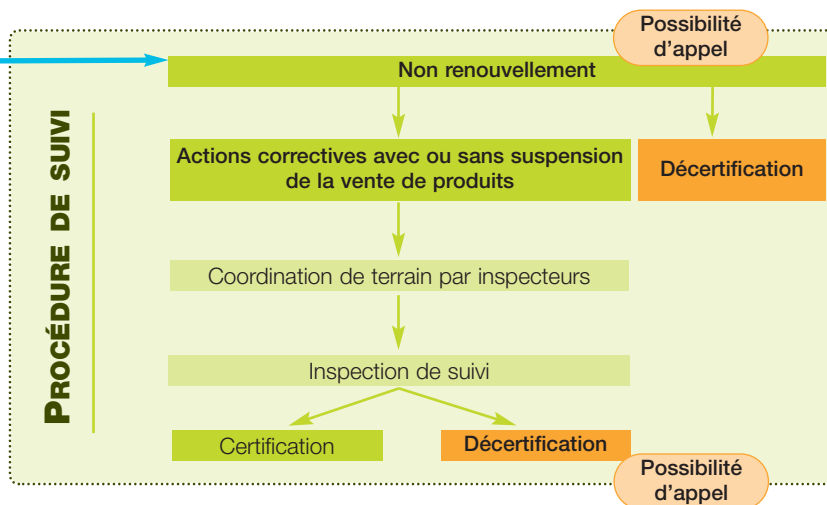 Possibilité
d'appel
Non renouvellement
PROCÉDURE DE SUIVI
Actions correctives avec ou sans suspension
de la vente de produits
Décertification
Coordination de terrain par inspecteurs
Inspection de suivi
Certification
Décertification
Possibilité
d'appel